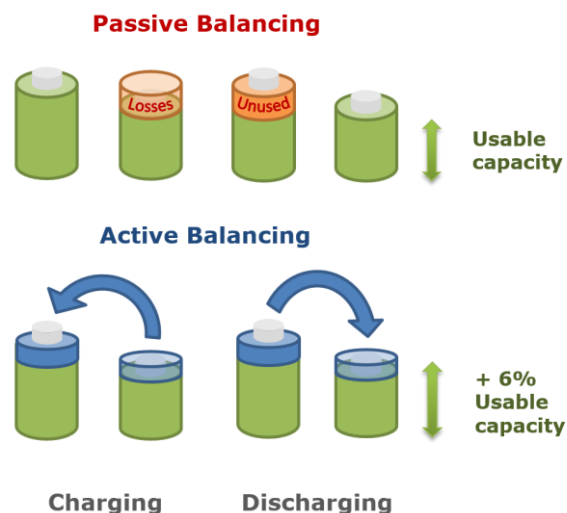 Passive Balancing
Losses
Unused
Usable
capacity
Active Balancing
+ 6%
Usable
capacity
Charging
Discharging